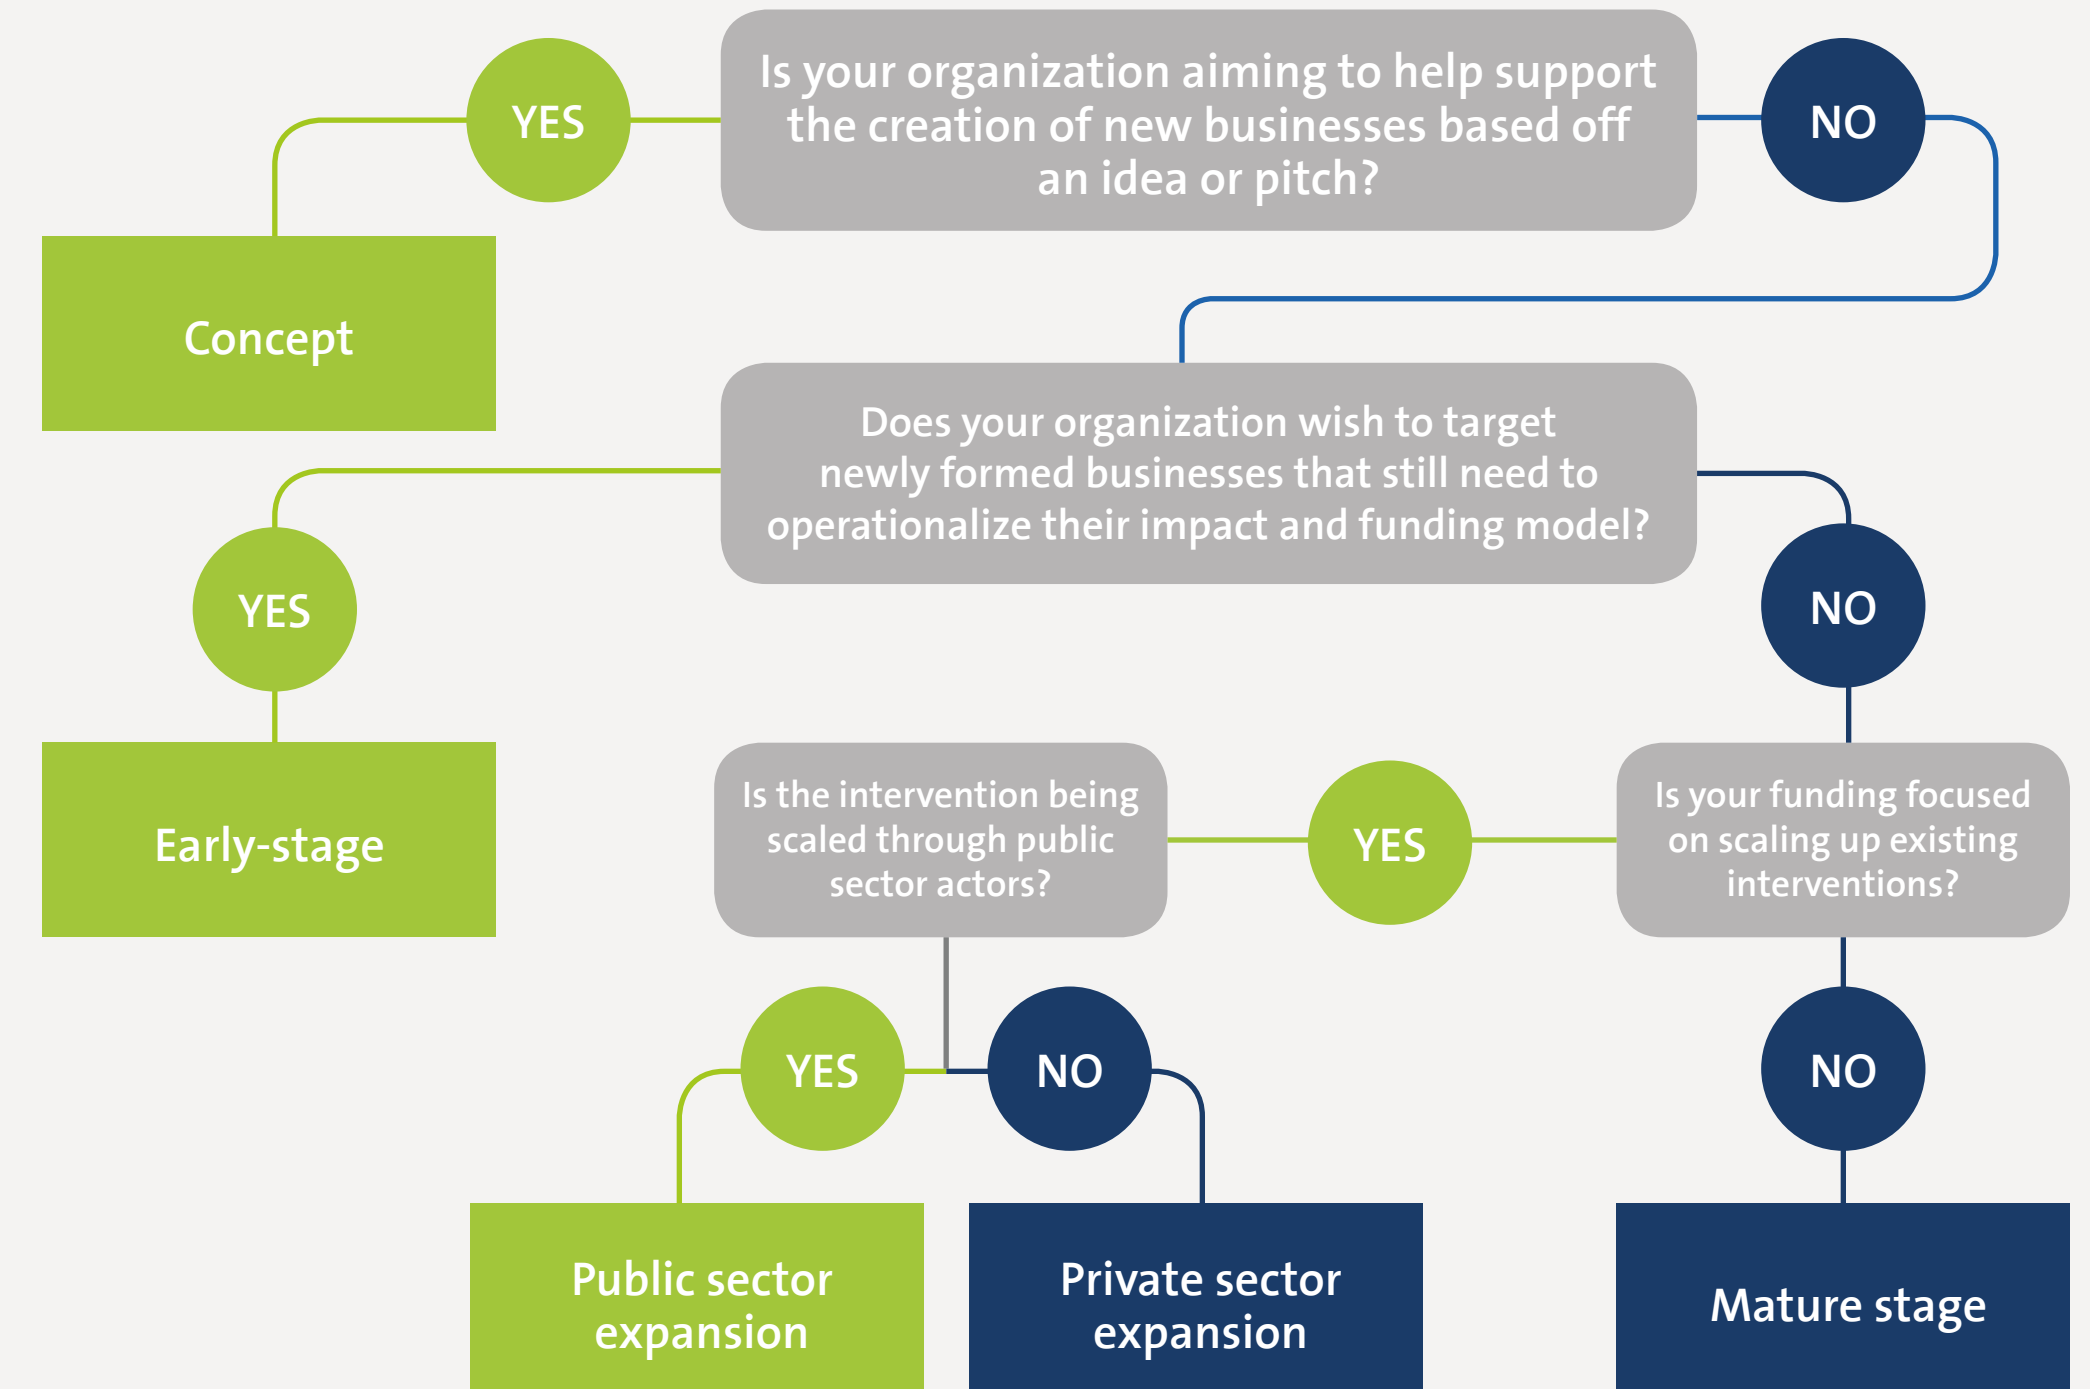 YES
Is your organization aiming to help support
the creation of new businesses based off
an idea or pitch?
NO
Concept
Does your organization wish to target
newly formed businesses that still need to
operationalize their impact and funding model?
YES
NO
Early-stage
Is the intervention being
scaled through public
sector actors?
YES
Is your funding focused
on scaling up existing
interventions?
YES
NO
NO
Public sector
expansion
Private sector
expansion
Mature stage